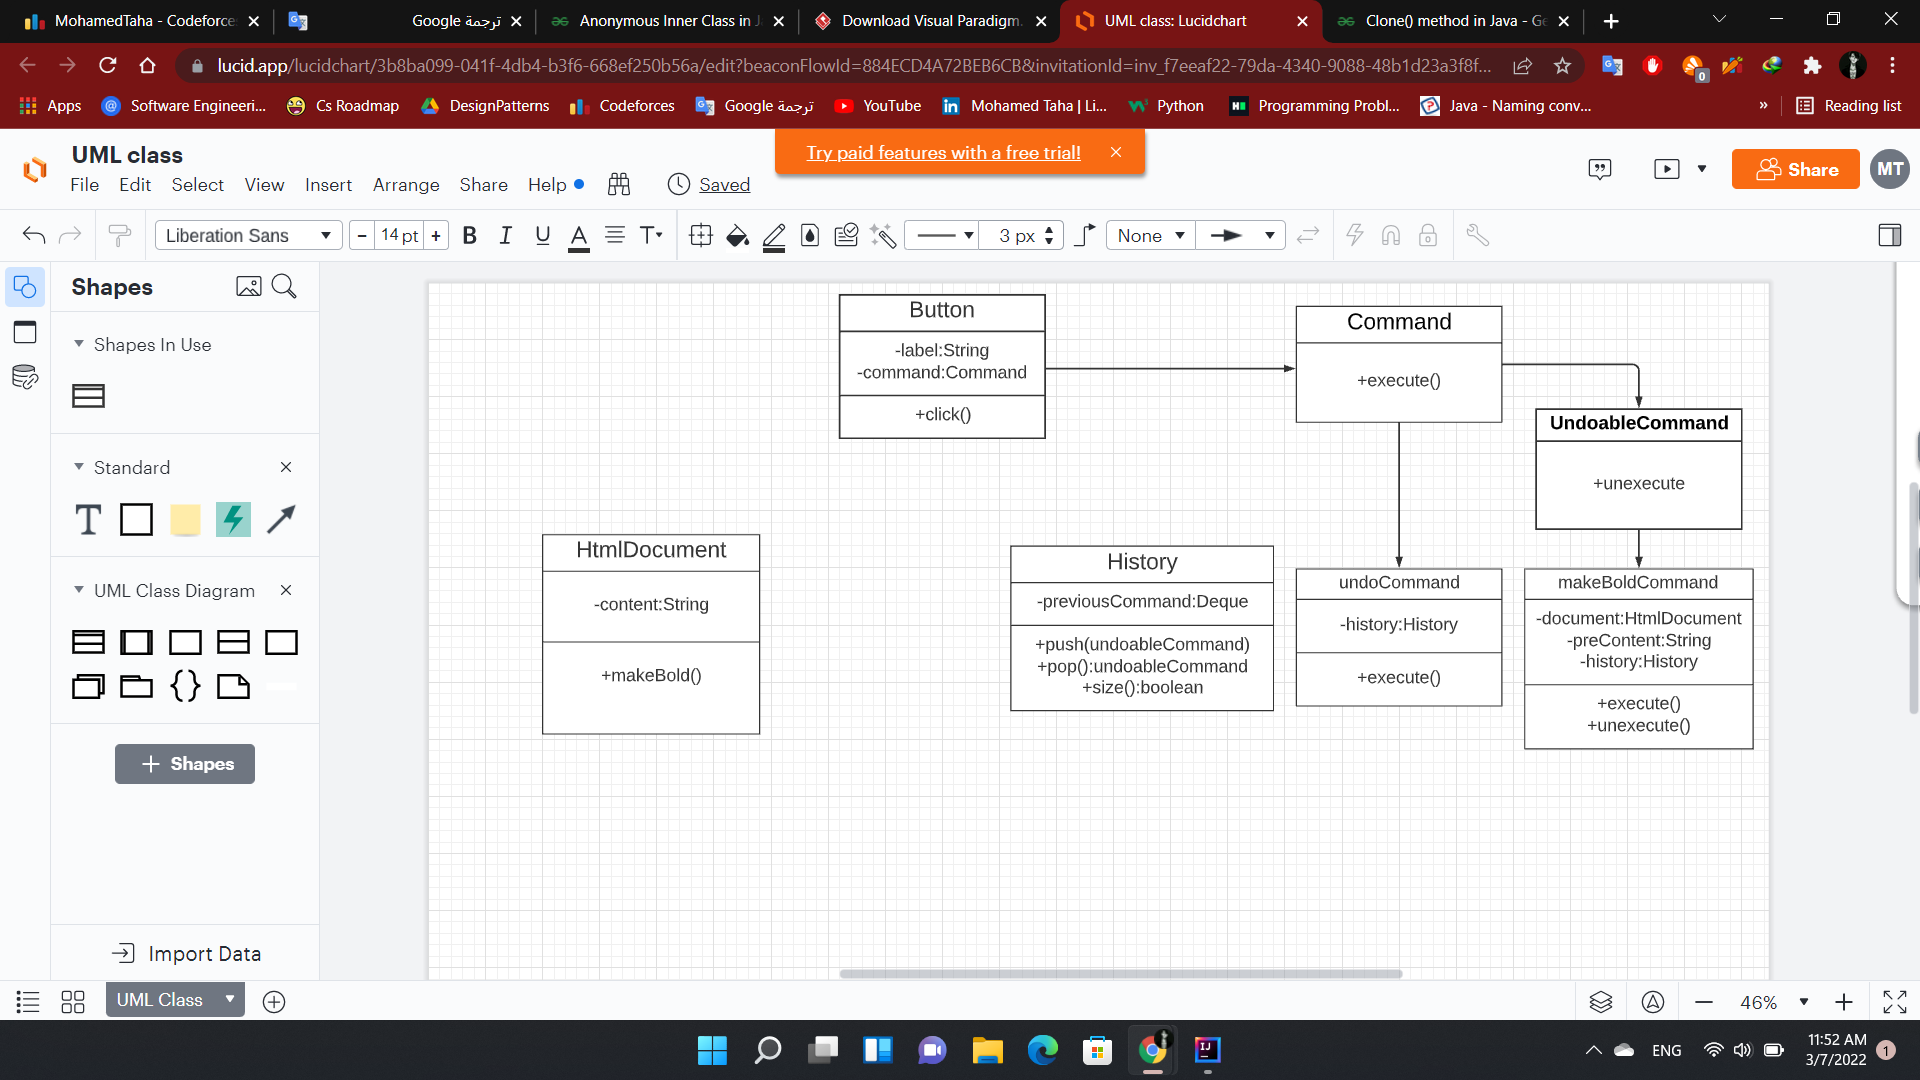 MohamedTaha - Codeforces
ترجمة Google
Anonymous Inner Class in J
Download Visual Paradigm
UML class: Lucidchart
Clone() method in Java - Ge
lucid.app/lucidchart/3b8ba099-041f-4db4-b3f6-668ef250b56a/edit?beaconFlowId=884ECD4A72BEB6CB&invitationId=inv_f7eeaf22-79da-4340-9088-48b1d23a3f8f...
0
Apps
Software Engineeri...
Cs Roadmap
DesignPatterns
Codeforces
ترجمة Google
YouTube
Mohamed Taha | Li...
Python
Programming Probl...
Java - Naming conv...
»
Reading list
UML class
Try paid features with a free trial!
File Edit Select View Insert Arrange Share Help
Saved
Share
MT
Liberation Sans
- 14 pt +
B I U A T
3 px
None
Shapes
Shapes In Use
Standard
T
UML Class Diagram
+ Shapes
Import Data
Button
-label:String
-command:Command
+click()
Command
+execute()
UndoableCommand
+unexecute
HtmlDocument
-content:String
+makeBold()
History
-previousCommand:Deque
+push(undoableCommand)
+pop():undoableCommand
+size():boolean
undoCommand
-history:History
+execute()
makeBoldCommand
-document:HtmlDocument
-preContent:String
-history:History
+execute()
+unexecute()
UML Class
46%
ENG
11:52 AM
3/7/2022
1